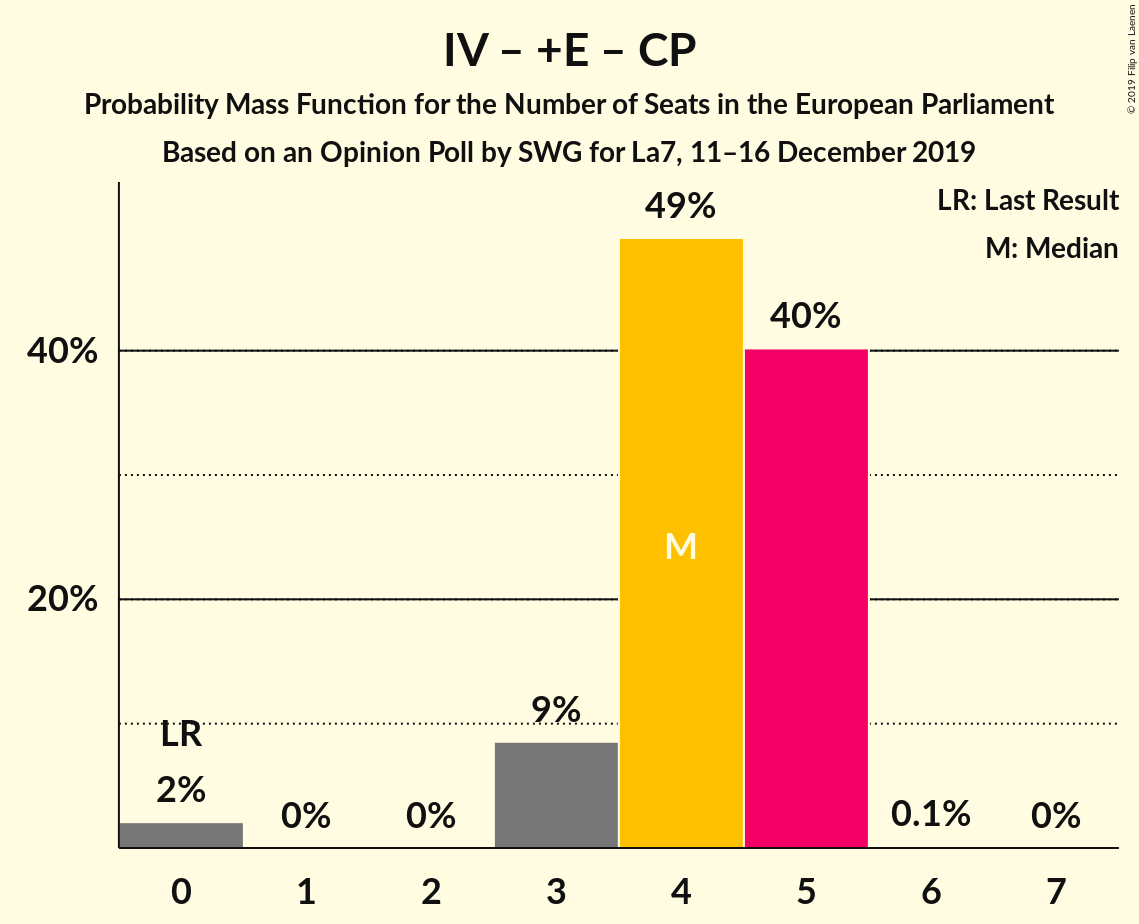 IV – +E – CP
Probability Mass Function for the Number of Seats in the European Parliament
Based on an Opinion Poll by SWG for La7, 11–16 December 2019
© 2019 Filip van Laenen
LR: Last Result
M: Median
49%
40%
40%
M
20%
9%
LR
2%
0%
0%
0.1%
0%
0
1
2
3
4
5
6
7